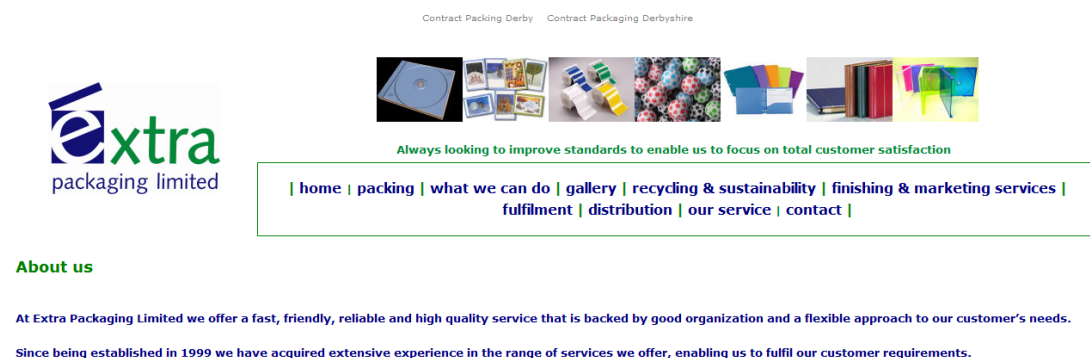 Contract Packing Derby Contract Packaging Derbyshire
extra
packaging limited
Always looking to improve standards to enable us to focus on total customer satisfaction
| home | packing | what we can do | gallery | recycling & sustainability | finishing & marketing services |
fulfilment | distribution | our service | contact |
About us
At Extra Packaging Limited we offer a fast, friendly, reliable and high quality service that is backed by good organization and a flexible approach to our customer's needs.
Since being established in 1999 we have acquired extensive experience in the range of services we offer, enabling us to fulfil our customer requirements.